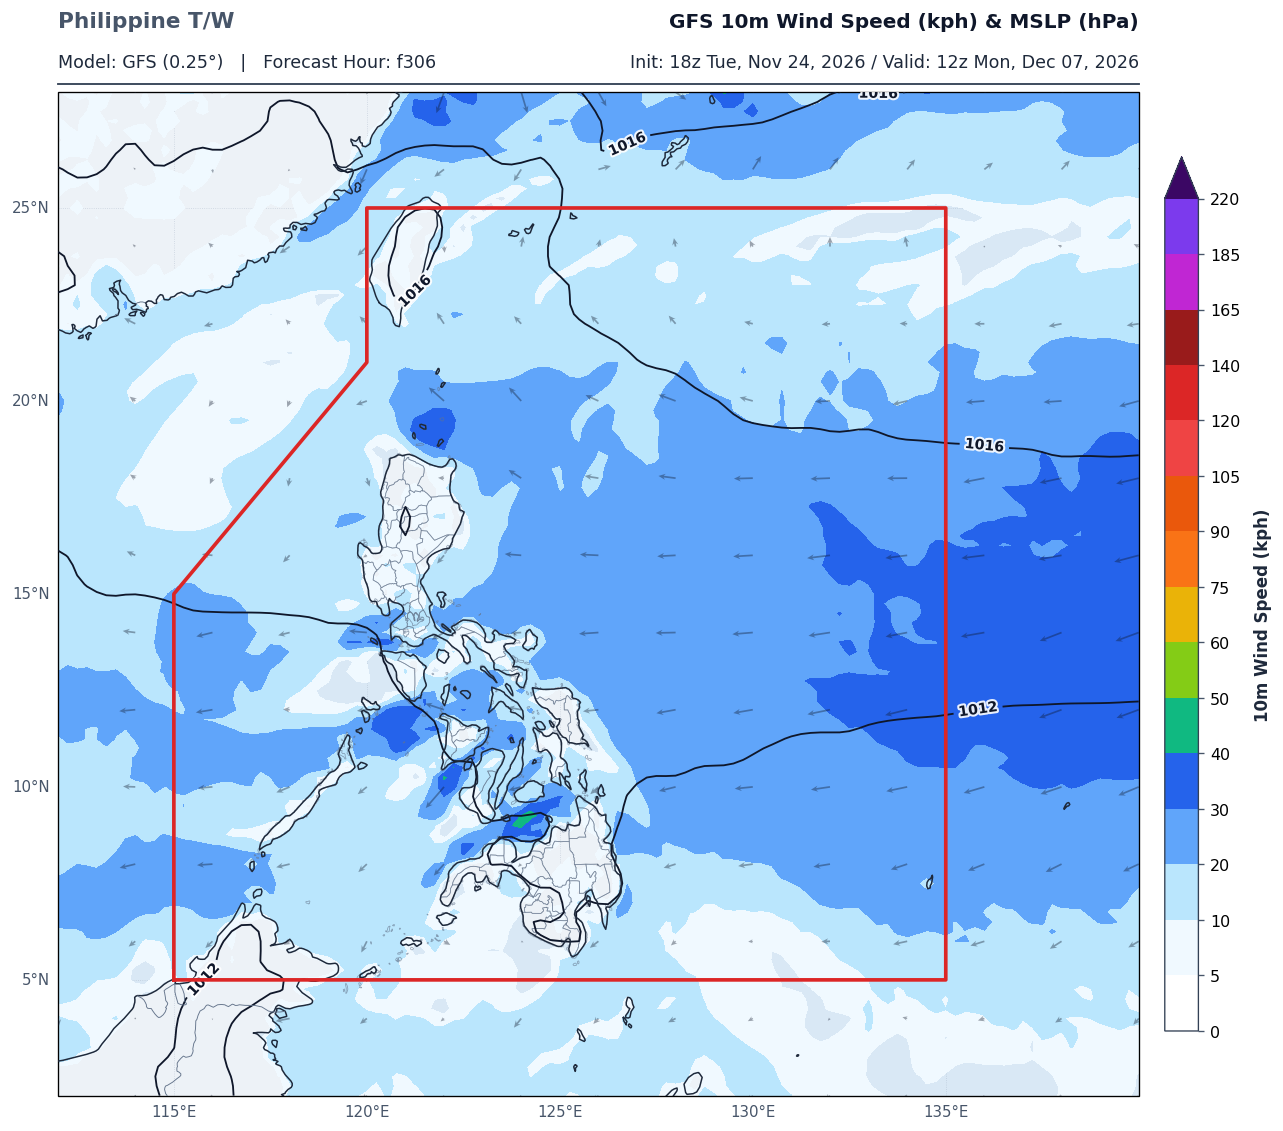 Philippine T/W
GFS 10m Wind Speed (kph) & MSLP (hPa)
Model: GFS (0.25°) | Forecast Hour: f306
Init: 18z Tue, Nov 24, 2026 / Valid: 12z Mon, Dec 07, 2026
1016
1016
1016
1016
1012
1012
25°N
20°N
15°N
10°N
5°N
115°E
120°E
125°E
130°E
135°E
220
185
165
140
120
105
90
75
60
50
40
30
20
10
5
0
10m Wind Speed (kph)